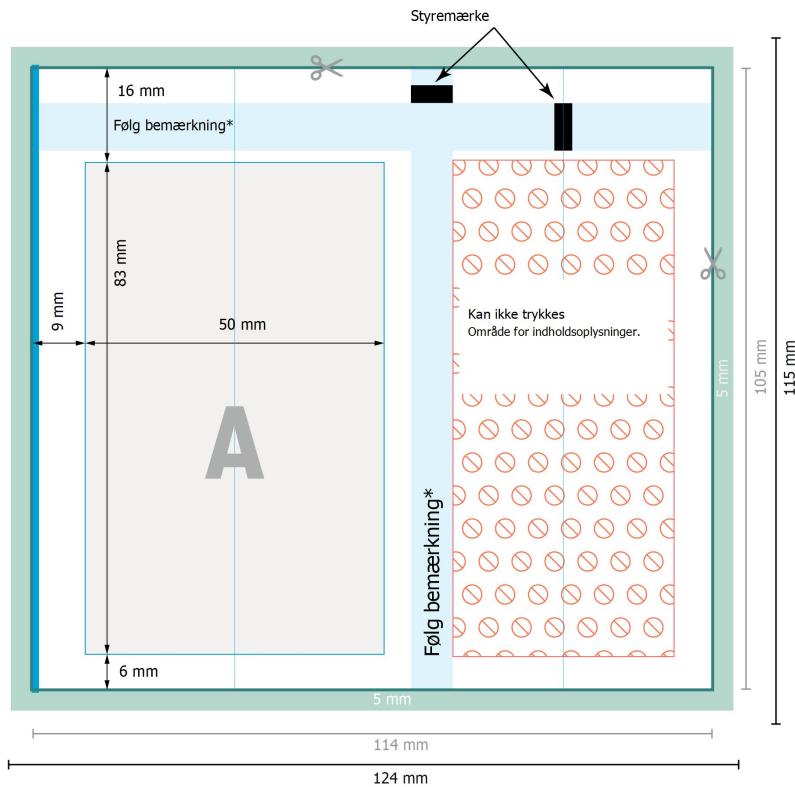 Styremærke
16 mm
Følg bemærkning*
83 mm
9 mm
50 mm
A
Kan ikke trykkes
Område for indholdsoplysninger.
Følg bemærkning*
6 mm
5 mm
5 mm
105 mm
115 mm
114 mm
124 mm